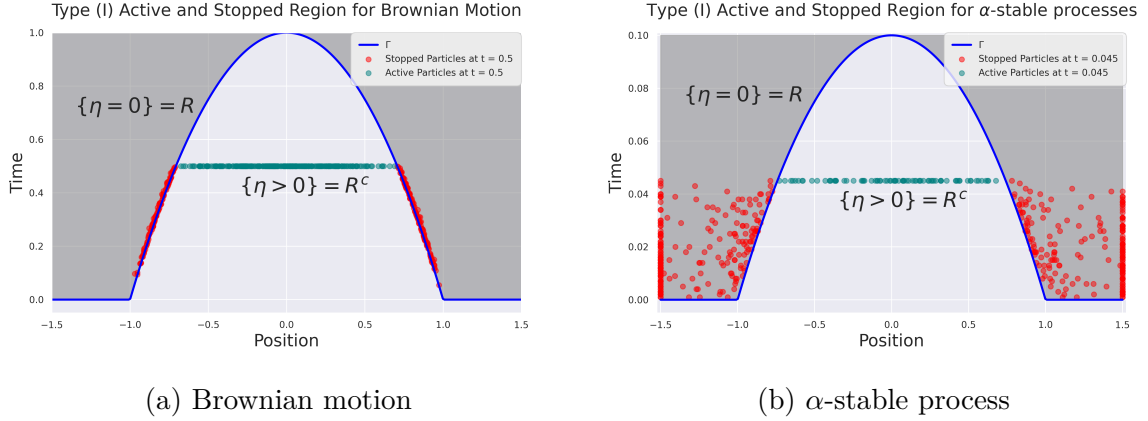 Type (I) Active and Stopped Region for Brownian Motion
1.0
0.8
0.6
0.4
0.2
0.0
Time
Γ
Stopped Particles at t = 0.5
Active Particles at t = 0.5
{η = 0} = R
{η > 0} = Rᶜ
−1.5 −1.0 −0.5 0.0 0.5 1.0 1.5
Position
(a) Brownian motion
Type (I) Active and Stopped Region for α-stable processes
0.10
0.08
0.06
0.04
0.02
0.00
Time
Γ
Stopped Particles at t = 0.045
Active Particles at t = 0.045
{η = 0} = R
{η > 0} = Rᶜ
−1.5 −1.0 −0.5 0.0 0.5 1.0 1.5
Position
(b) α-stable process